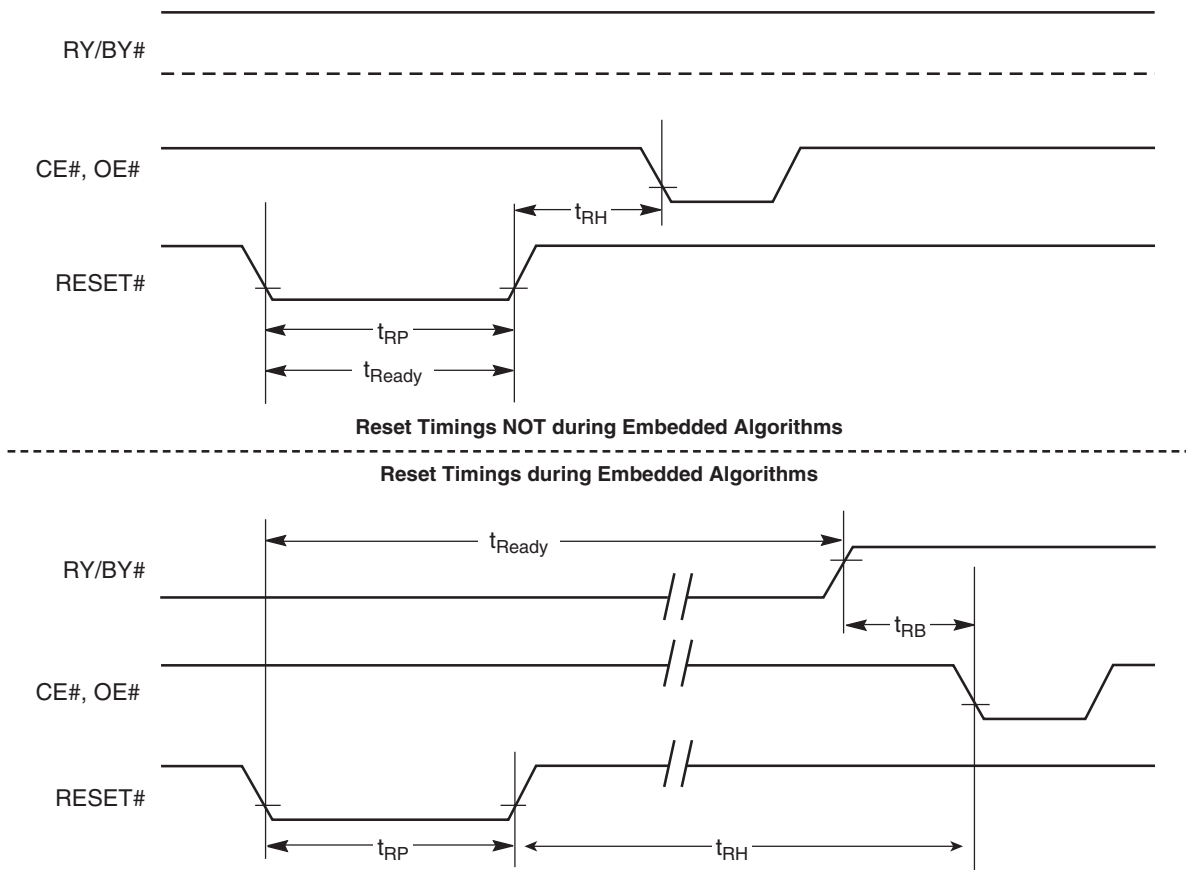 RY/BY#
CE#, OE#
tRH
RESET#
tRP
tReady
Reset Timings NOT during Embedded Algorithms
Reset Timings during Embedded Algorithms
tReady
RY/BY#
tRB
CE#, OE#
RESET#
tRP
tRH